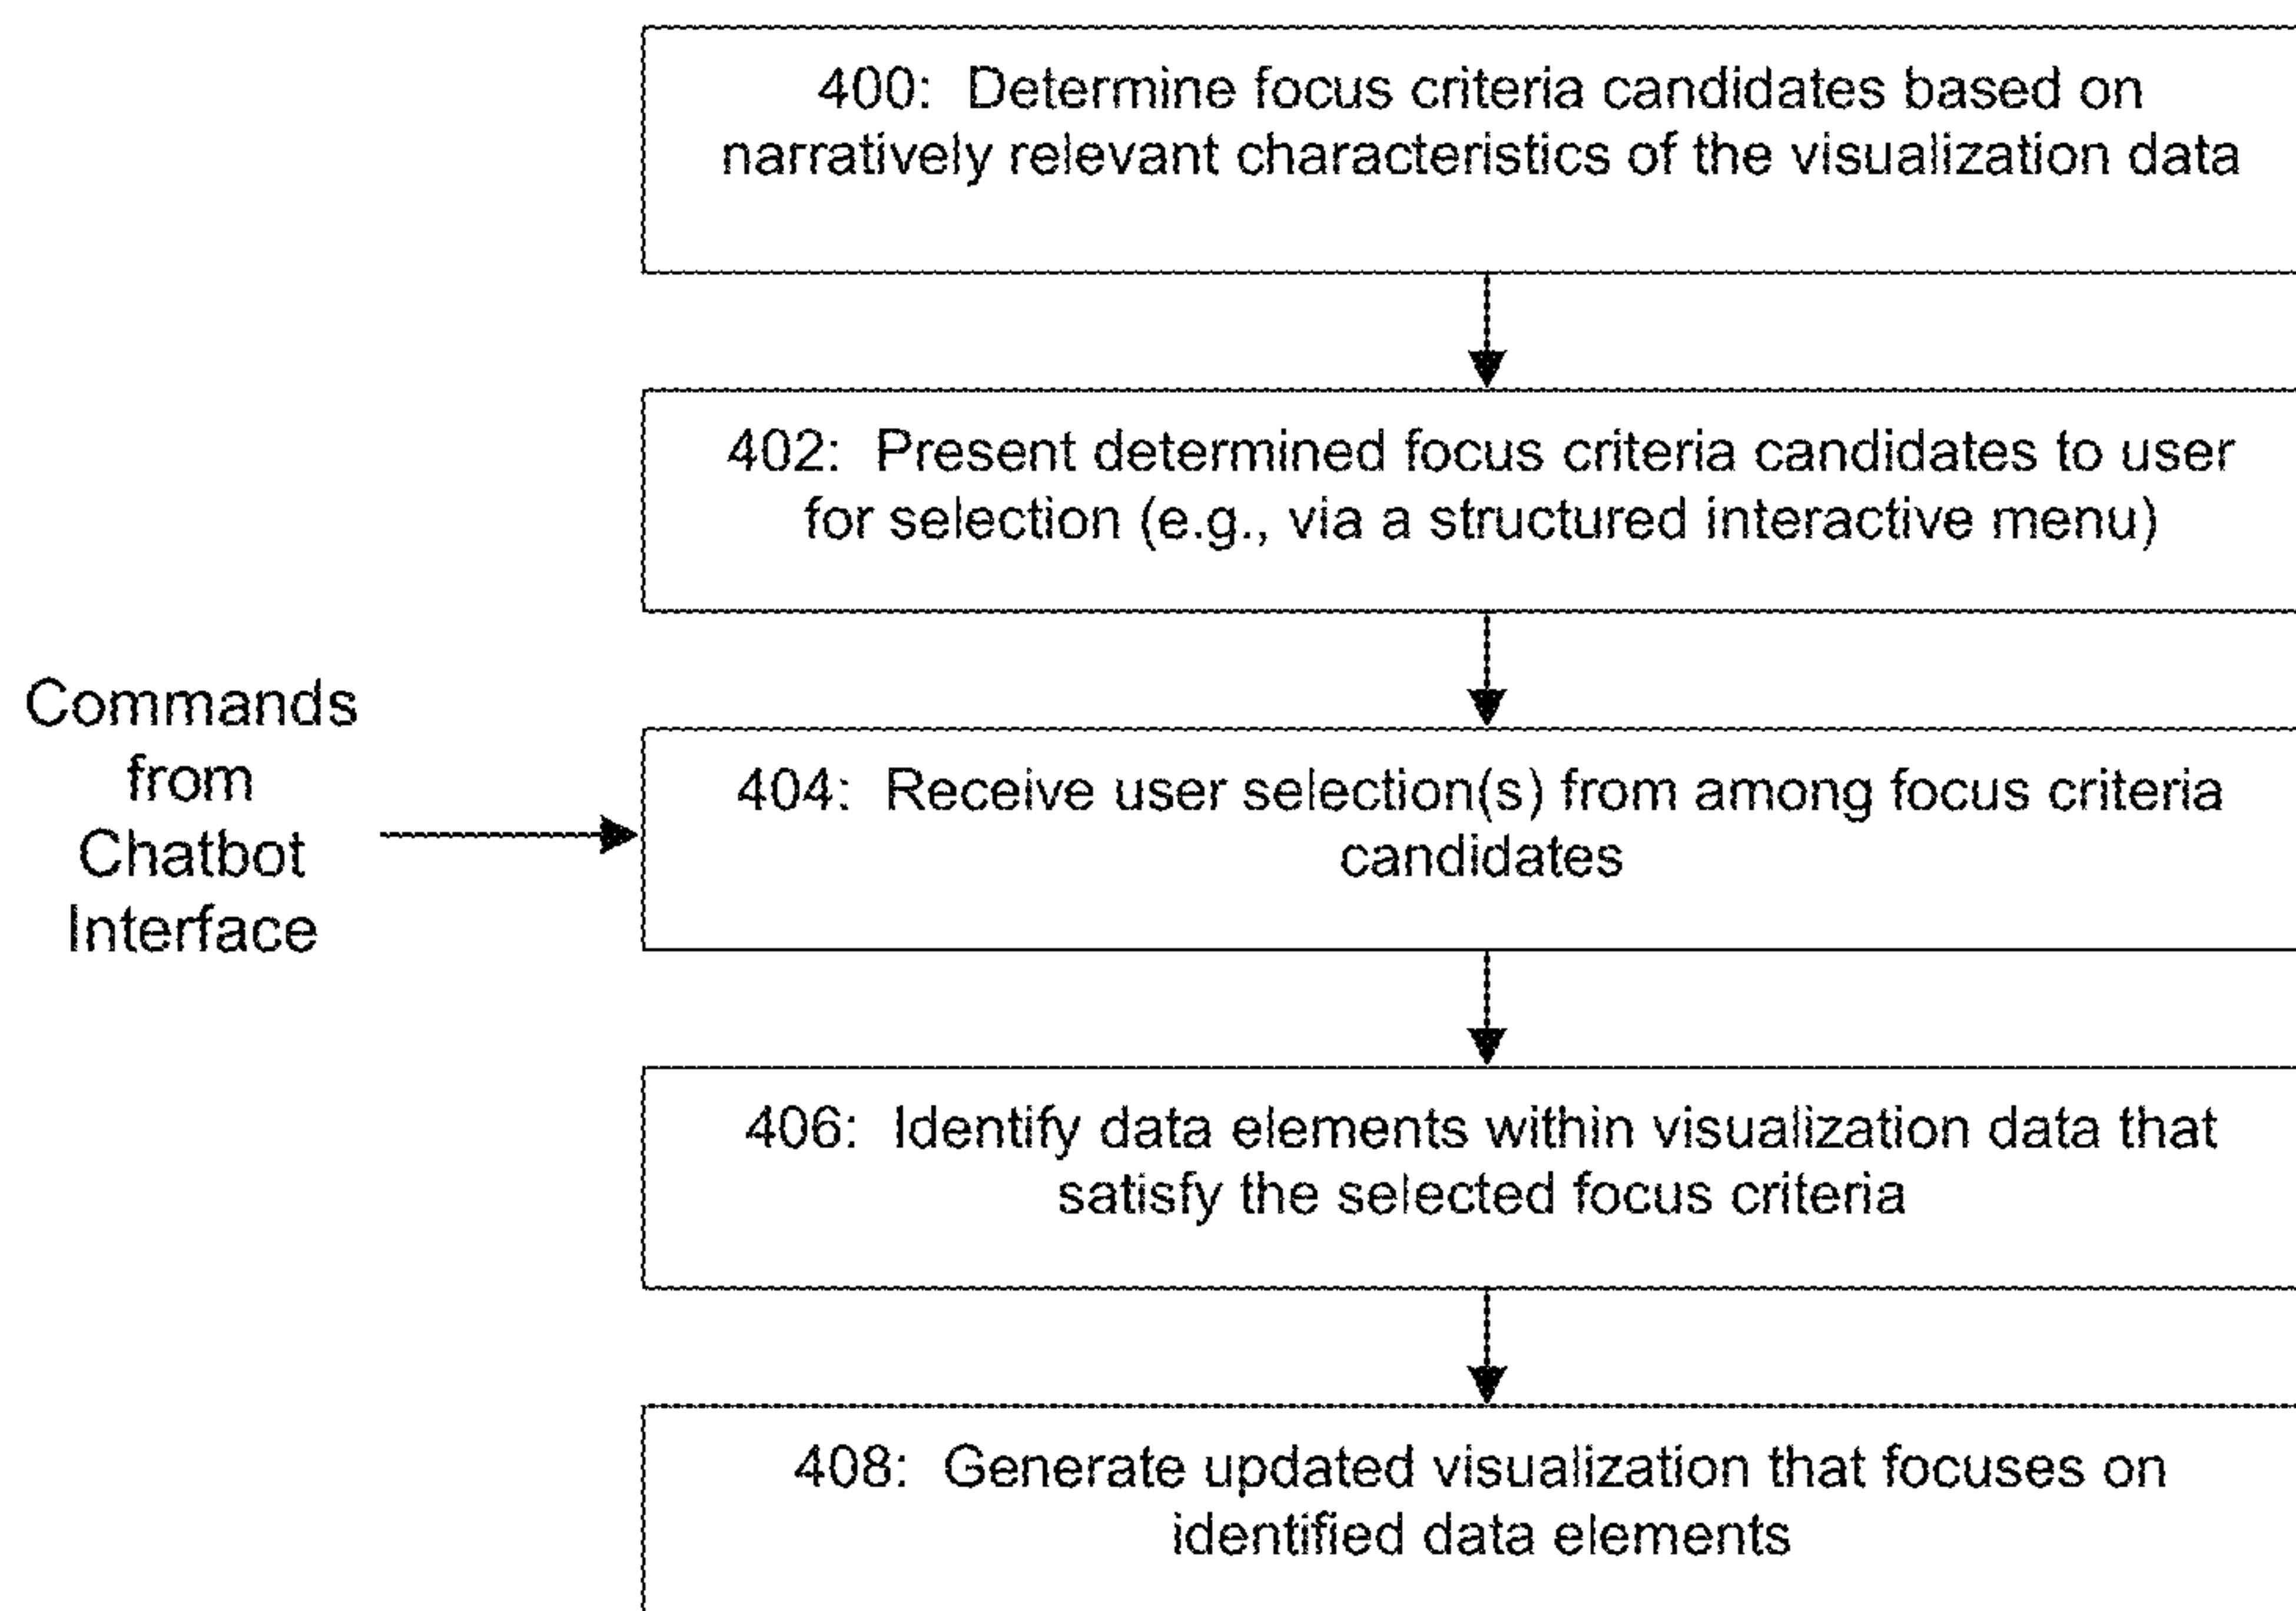 400: Determine focus criteria candidates based on
narratively relevant characteristics of the visualization data
402: Present determined focus criteria candidates to user
for selection (e.g., via a structured interactive menu)
Commands
from
Chatbot
Interface
404: Receive user selection(s) from among focus criteria
candidates
406: Identify data elements within visualization data that
satisfy the selected focus criteria
408: Generate updated visualization that focuses on
identified data elements